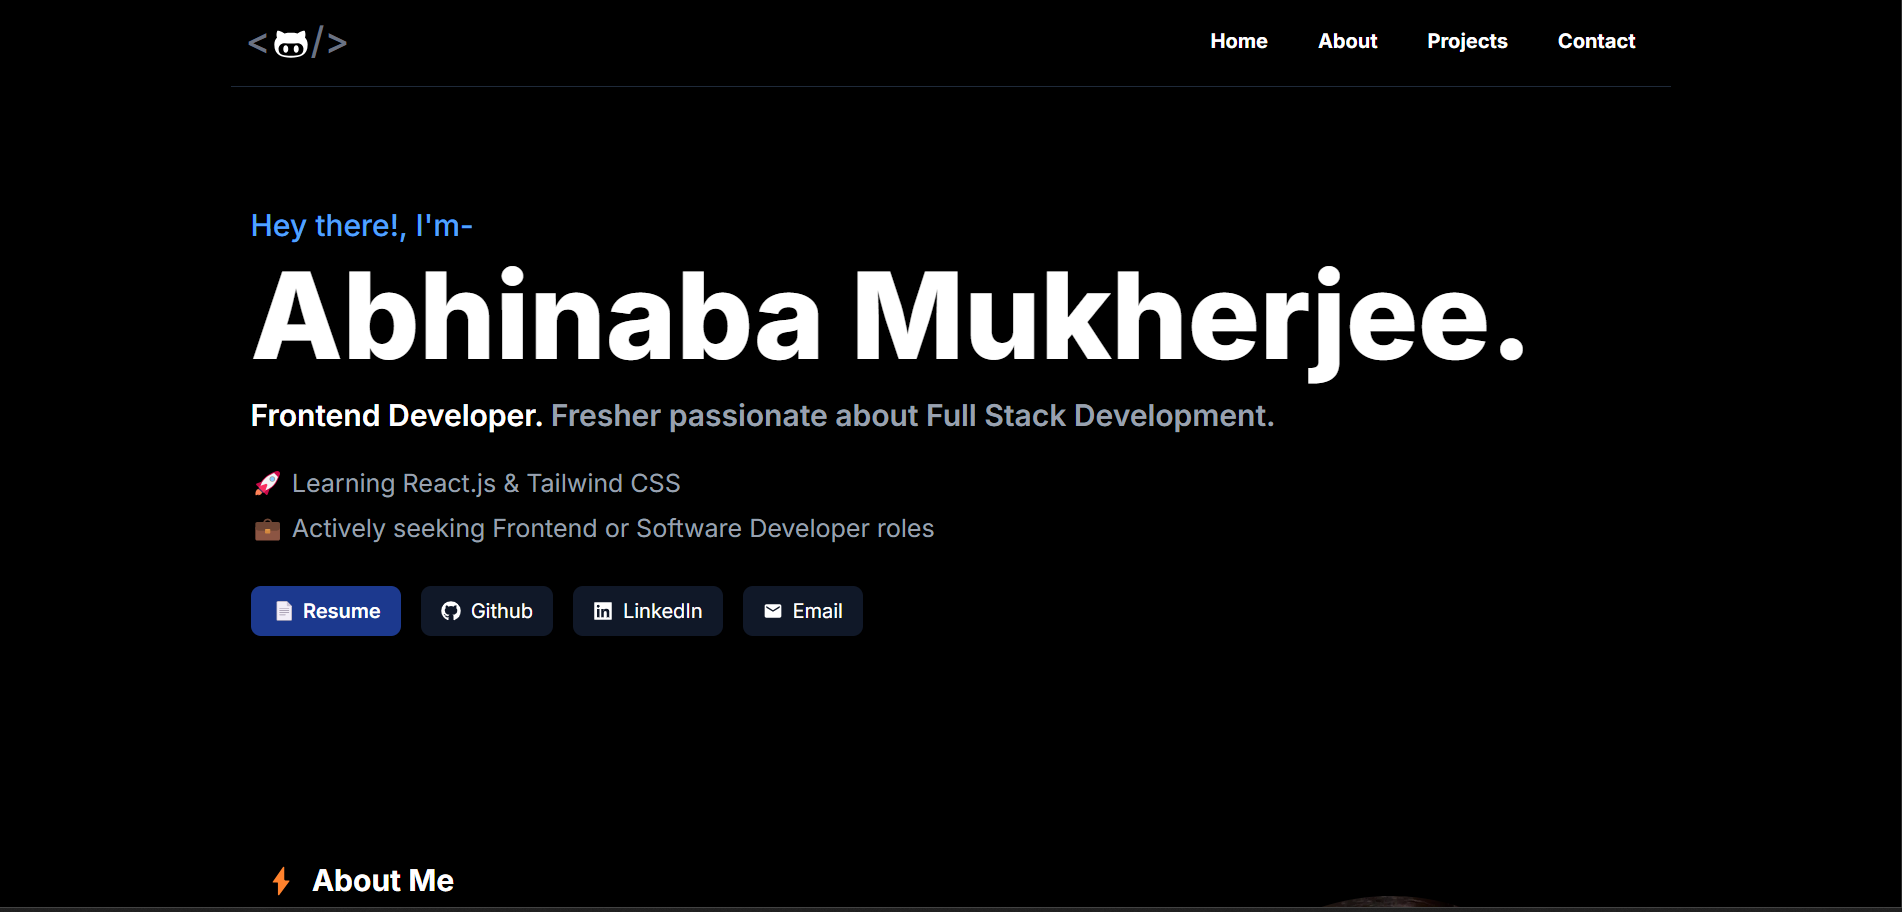 < />
Home About Projects Contact
Hey there!, I'm-
Abhinaba Mukherjee.
Frontend Developer. Fresher passionate about Full Stack Development.
Learning React.js & Tailwind CSS
Actively seeking Frontend or Software Developer roles
Resume Github LinkedIn Email
About Me